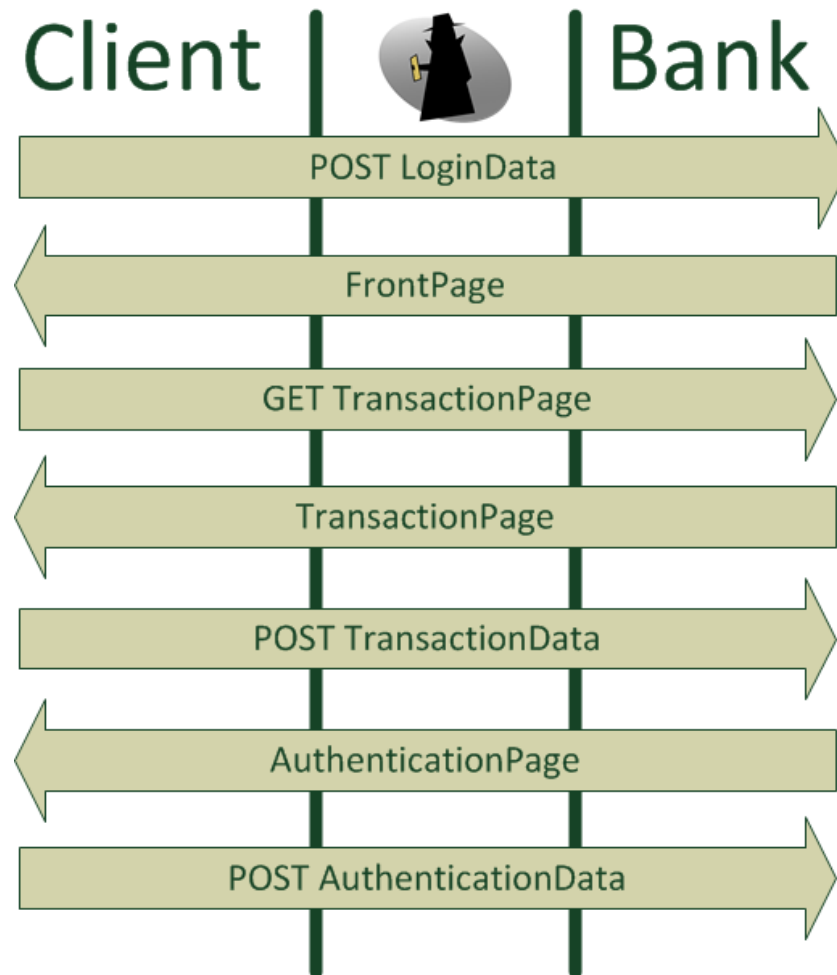 Client
Bank
POST LoginData
FrontPage
GET TransactionPage
TransactionPage
POST TransactionData
AuthenticationPage
POST AuthenticationData